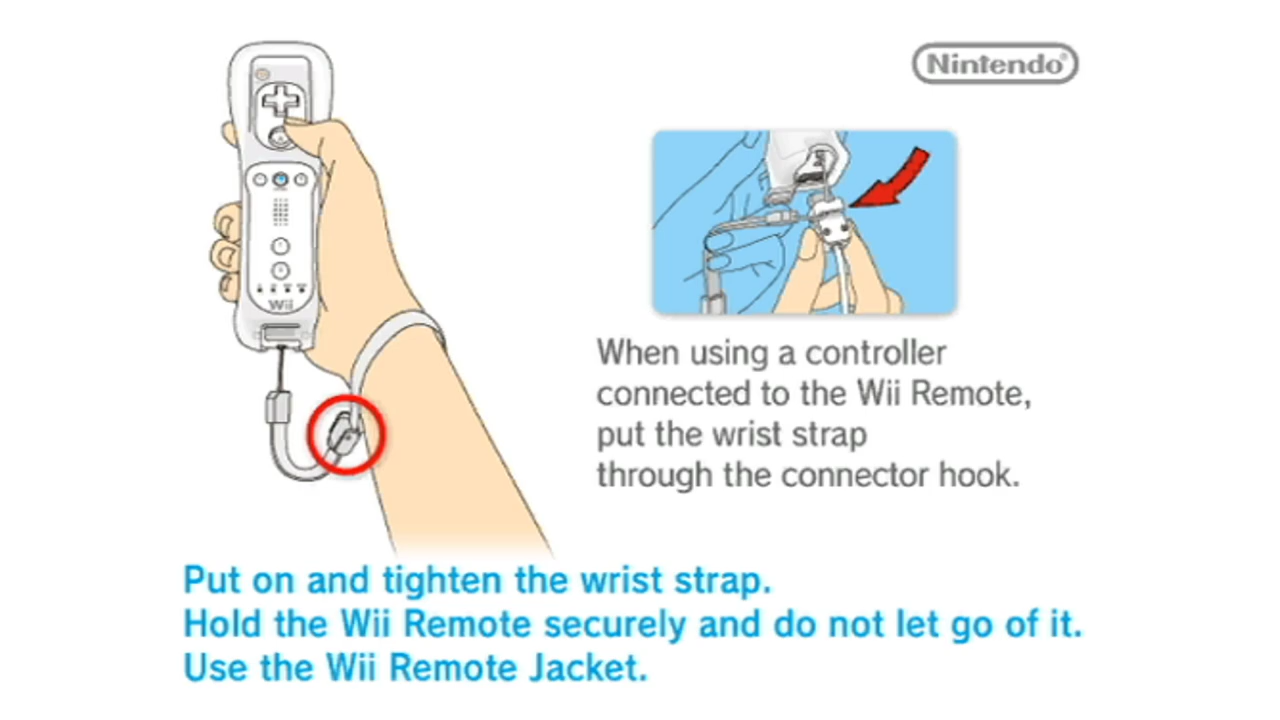 Nintendo®
Wii
When using a controller
connected to the Wii Remote,
put the wrist strap
through the connector hook.
Put on and tighten the wrist strap.
Hold the Wii Remote securely and do not let go of it.
Use the Wii Remote Jacket.